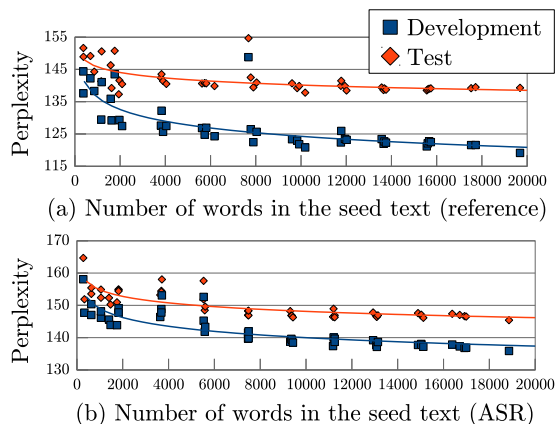 Development
Test
Perplexity
155
145
135
125
115
0 2000 4000 6000 8000 10000 12000 14000 16000 18000 20000
(a) Number of words in the seed text (reference)
Perplexity
170
160
150
140
130
0 2000 4000 6000 8000 10000 12000 14000 16000 18000 20000
(b) Number of words in the seed text (ASR)